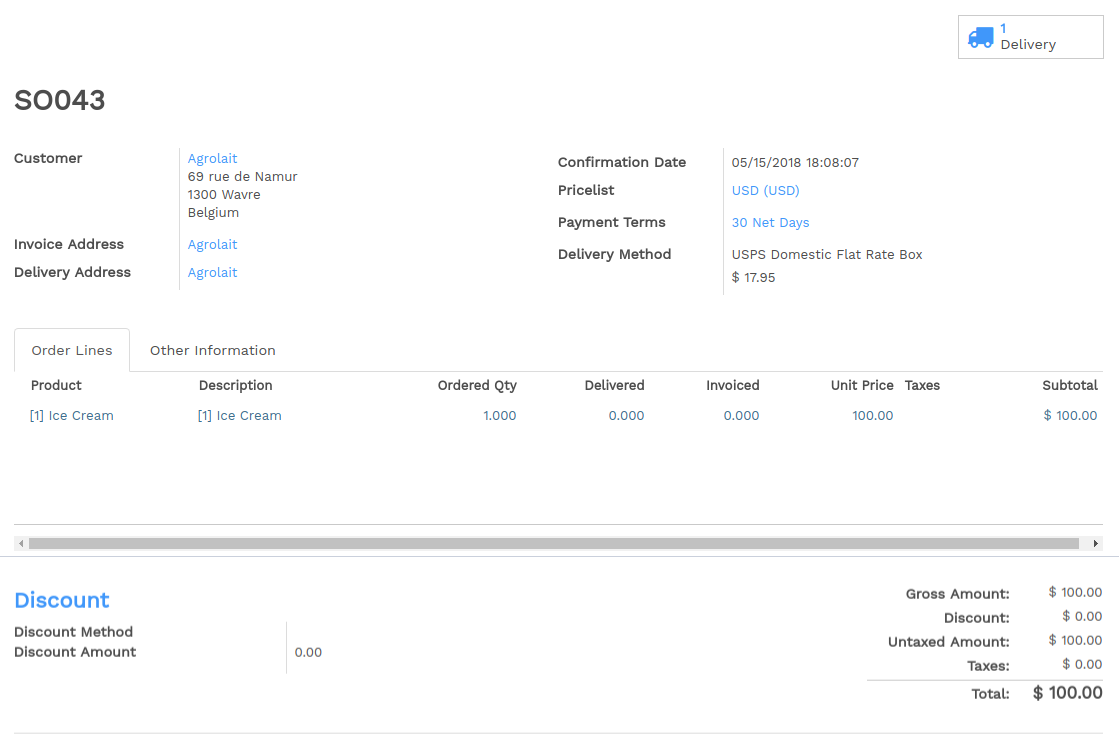 1
Delivery
SO043
Customer
Agrolait
69 rue de Namur
1300 Wavre
Belgium
Invoice Address
Agrolait
Delivery Address
Agrolait
Confirmation Date
05/15/2018 18:08:07
Pricelist
USD (USD)
Payment Terms
30 Net Days
Delivery Method
USPS Domestic Flat Rate Box
$ 17.95
Order Lines
Other Information
Product Description Ordered Qty Delivered Invoiced Unit Price Taxes Subtotal
[1] Ice Cream [1] Ice Cream 1.000 0.000 0.000 100.00 $ 100.00
Discount
Discount Method
Discount Amount 0.00
Gross Amount: $ 100.00
Discount: $ 0.00
Untaxed Amount: $ 100.00
Taxes: $ 0.00
Total: $ 100.00